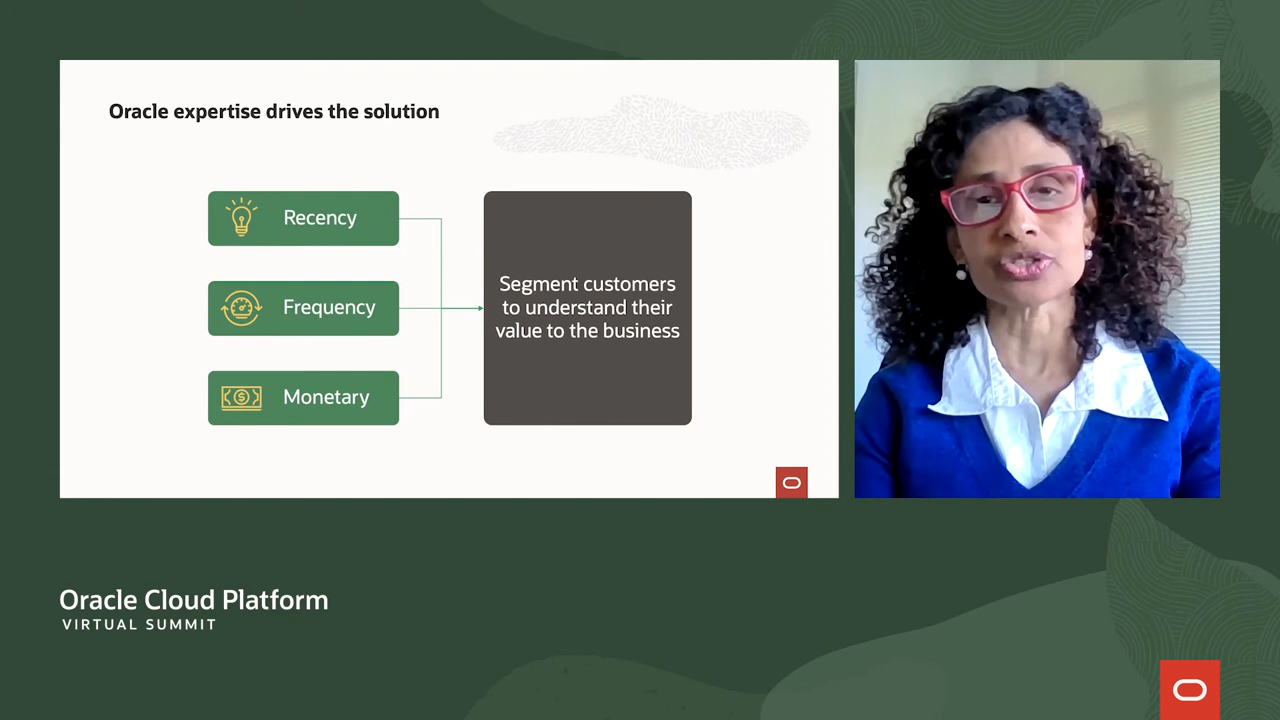 Oracle expertise drives the solution
Recency
Frequency
Monetary
Segment customers
to understand their
value to the business
Oracle Cloud Platform
VIRTUAL SUMMIT